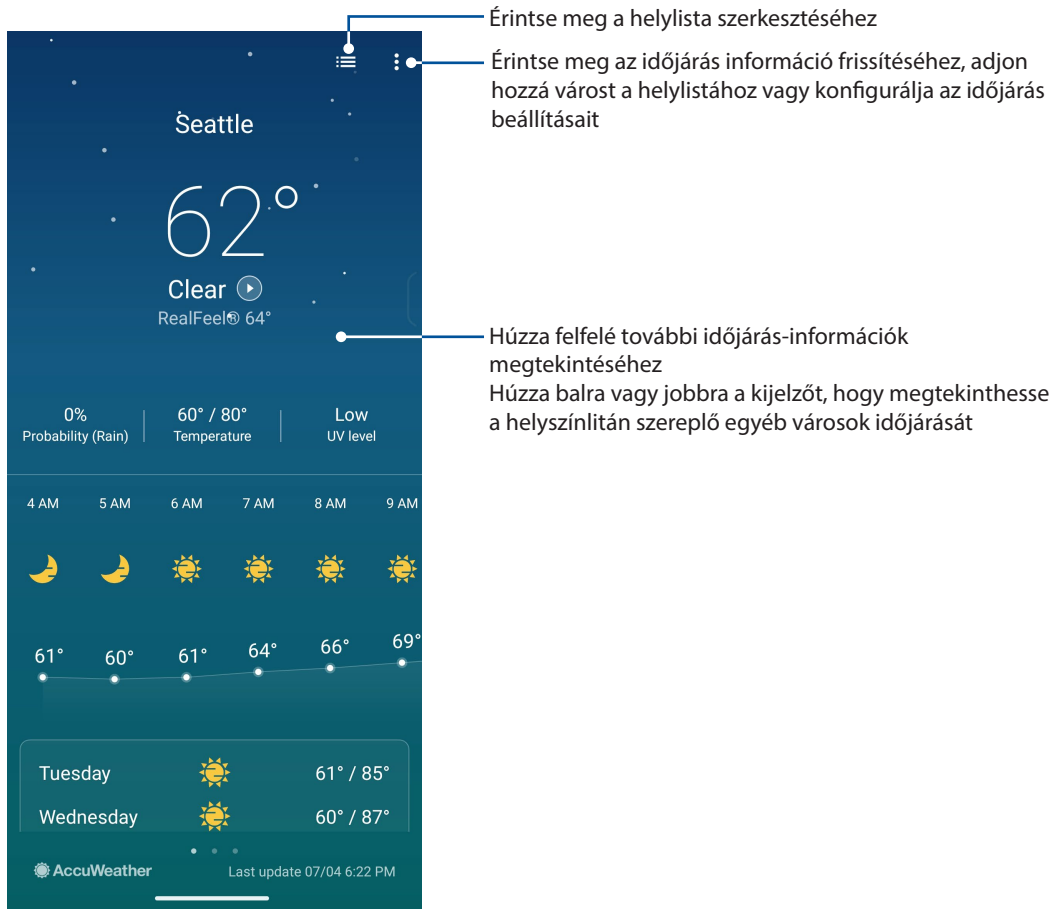 Érintse meg a helylista szerkesztéséhez
Érintse meg az időjárás információ frissítéséhez, adjon
hozzá várost a helylistához vagy konfigurálja az időjárás
beállításait
Seattle
62°
Clear
RealFeel® 64°
Húzza felfelé további időjárás-információk
megtekintéséhez
Húzza balra vagy jobbra a kijelzőt, hogy megtekinthesse
a helyszínlitán szereplő egyéb városok időjárását
0% 60° / 80° Low
Probability (Rain) Temperature UV level
4 AM 5 AM 6 AM 7 AM 8 AM 9 AM
61° 60° 61° 64° 66° 69°
Tuesday 61° / 85°
Wednesday 60° / 87°
AccuWeather Last update 07/04 6:22 PM